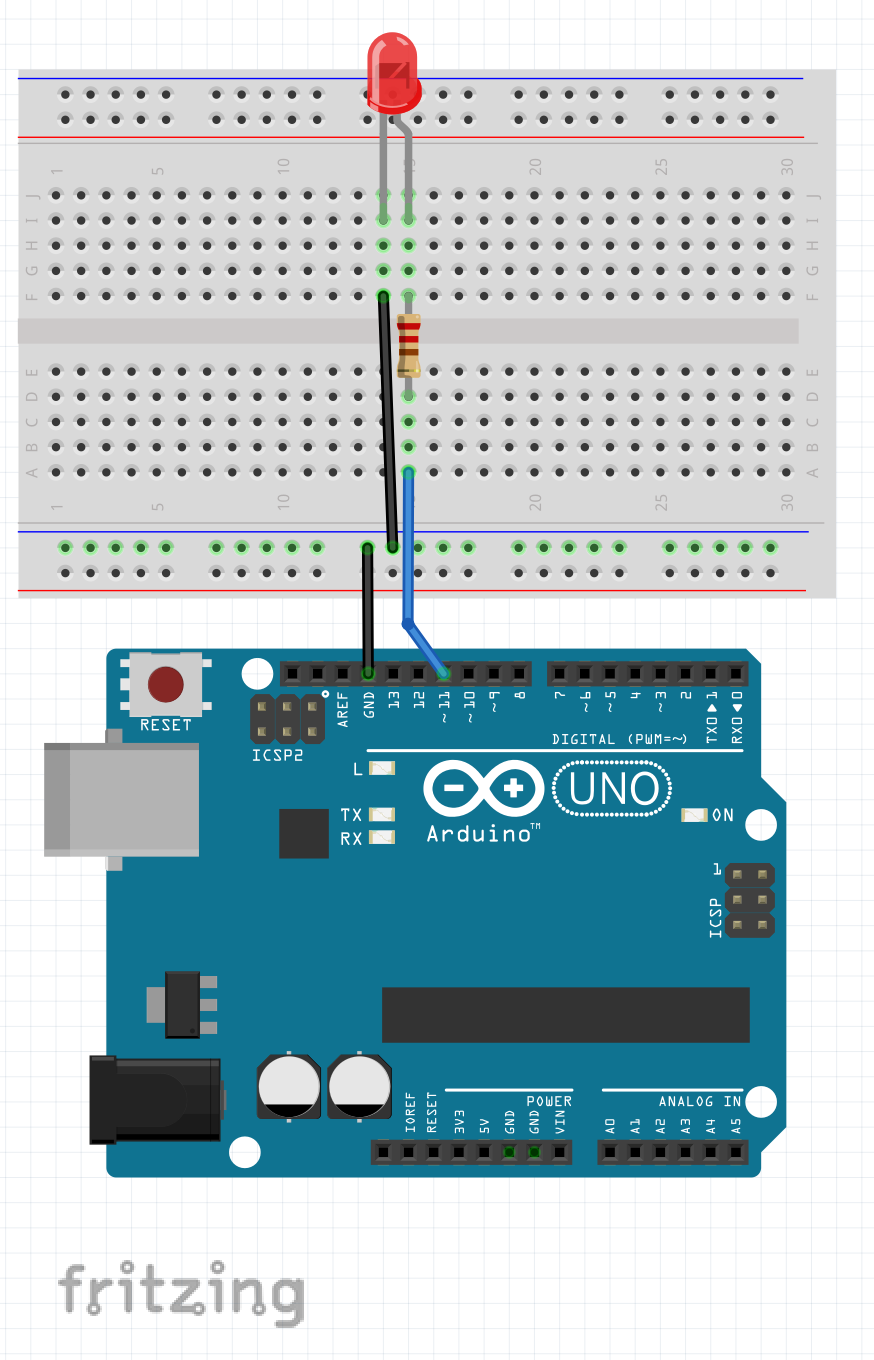 1 5 10 15 20 25 30
J J
I I
H H
G G
F F
E E
D D
C C
B B
A A
1 5 10 20 25 30
RESET
AREF GND 13 12 ~11 ~10 ~9 8 7 ~6 ~5 4 ~3 2 TX0 1 RX0 0
ICSP2
DIGITAL (PWM=~)
L
UNO
TX
ON
RX
Arduino™
1
ICSP
POWER
ANALOG IN
IOREF RESET 3V3 5V GND GND VIN A0 A1 A2 A3 A4 A5
fritzing